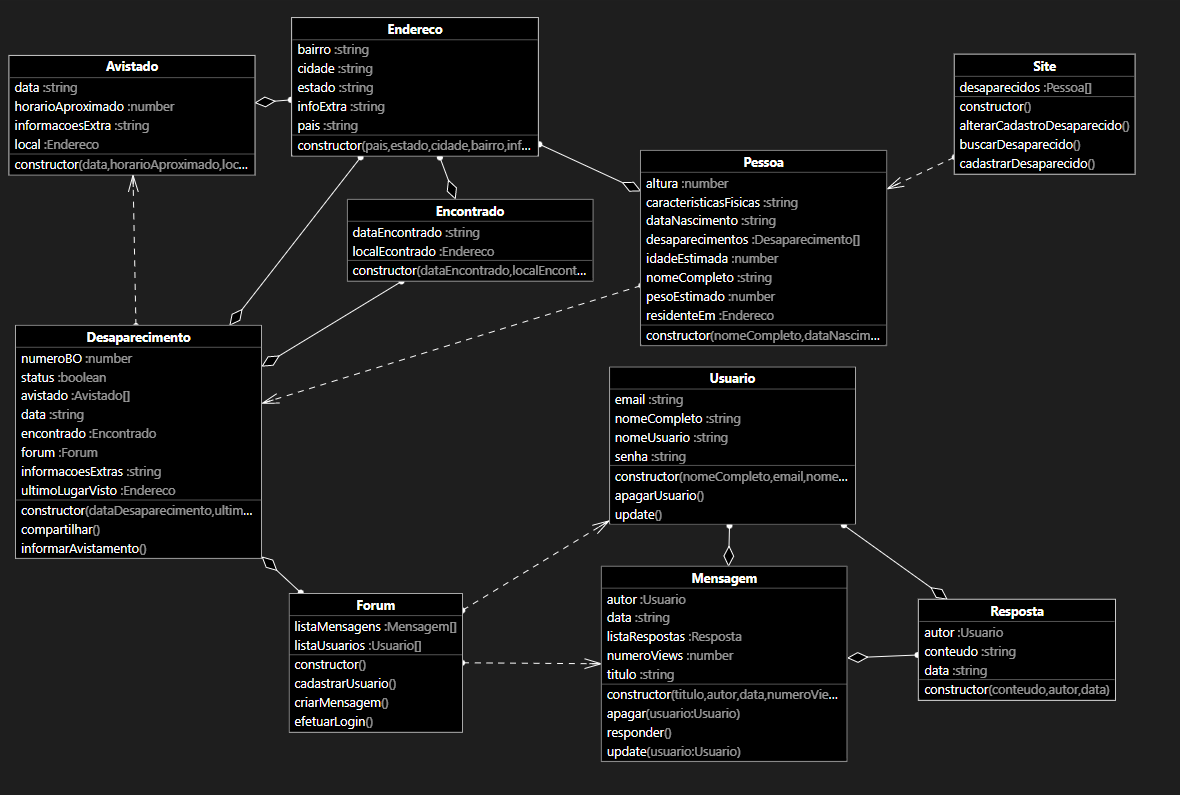 Endereco
bairro :string
cidade :string
estado :string
infoExtra :string
pais :string
constructor(pais,estado,cidade,bairro,inf...
Avistado
data :string
horarioAproximado :number
informacoesExtra :string
local :Endereco
constructor(data,horarioAproximado,loc...
Site
desaparecidos :Pessoa[]
constructor()
alterarCadastroDesaparecido()
buscarDesaparecido()
cadastrarDesaparecido()
Pessoa
altura :number
caracteristicasFisicas :string
dataNascimento :string
desaparecimentos :Desaparecimento[]
idadeEstimada :number
nomeCompleto :string
pesoEstimado :number
residenteEm :Endereco
constructor(nomeCompleto,dataNascim...
Encontrado
dataEncontrado :string
localEcontrado :Endereco
constructor(dataEncontrado,localEncont...
Desaparecimento
numeroBO :number
status :boolean
avistado :Avistado[]
data :string
encontrado :Encontrado
forum :Forum
informacoesExtras :string
ultimoLugarVisto :Endereco
constructor(dataDesaparecimento,ultim...
compartilhar()
informarAvistamento()
Usuario
email :string
nomeCompleto :string
nomeUsuario :string
senha :string
constructor(nomeCompleto,email,nome...
apagarUsuario()
update()
Forum
listaMensagens :Mensagem[]
listaUsuarios :Usuario[]
constructor()
cadastrarUsuario()
criarMensagem()
efetuarLogin()
Mensagem
autor :Usuario
data :string
listaRespostas :Resposta
numeroViews :number
titulo :string
constructor(titulo,autor,data,numeroVie...
apagar(usuario:Usuario)
responder()
update(usuario:Usuario)
Resposta
autor :Usuario
conteudo :string
data :string
constructor(conteudo,autor,data)